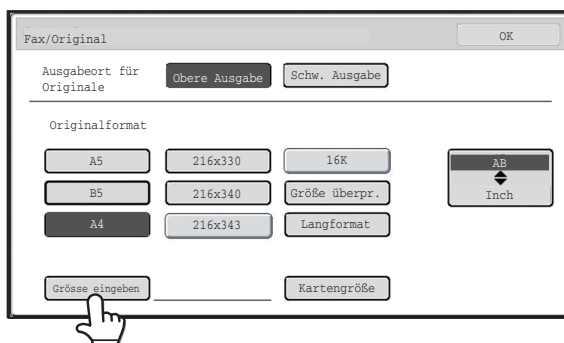 Fax/Original
OK
Ausgabeort für
Originale
Obere Ausgabe
Schw. Ausgabe
Originalformat
A5
216x330
16K
AB
B5
216x340
Größe überpr.
Inch
A4
216x343
Langformat
Grösse eingeben
Kartengröße